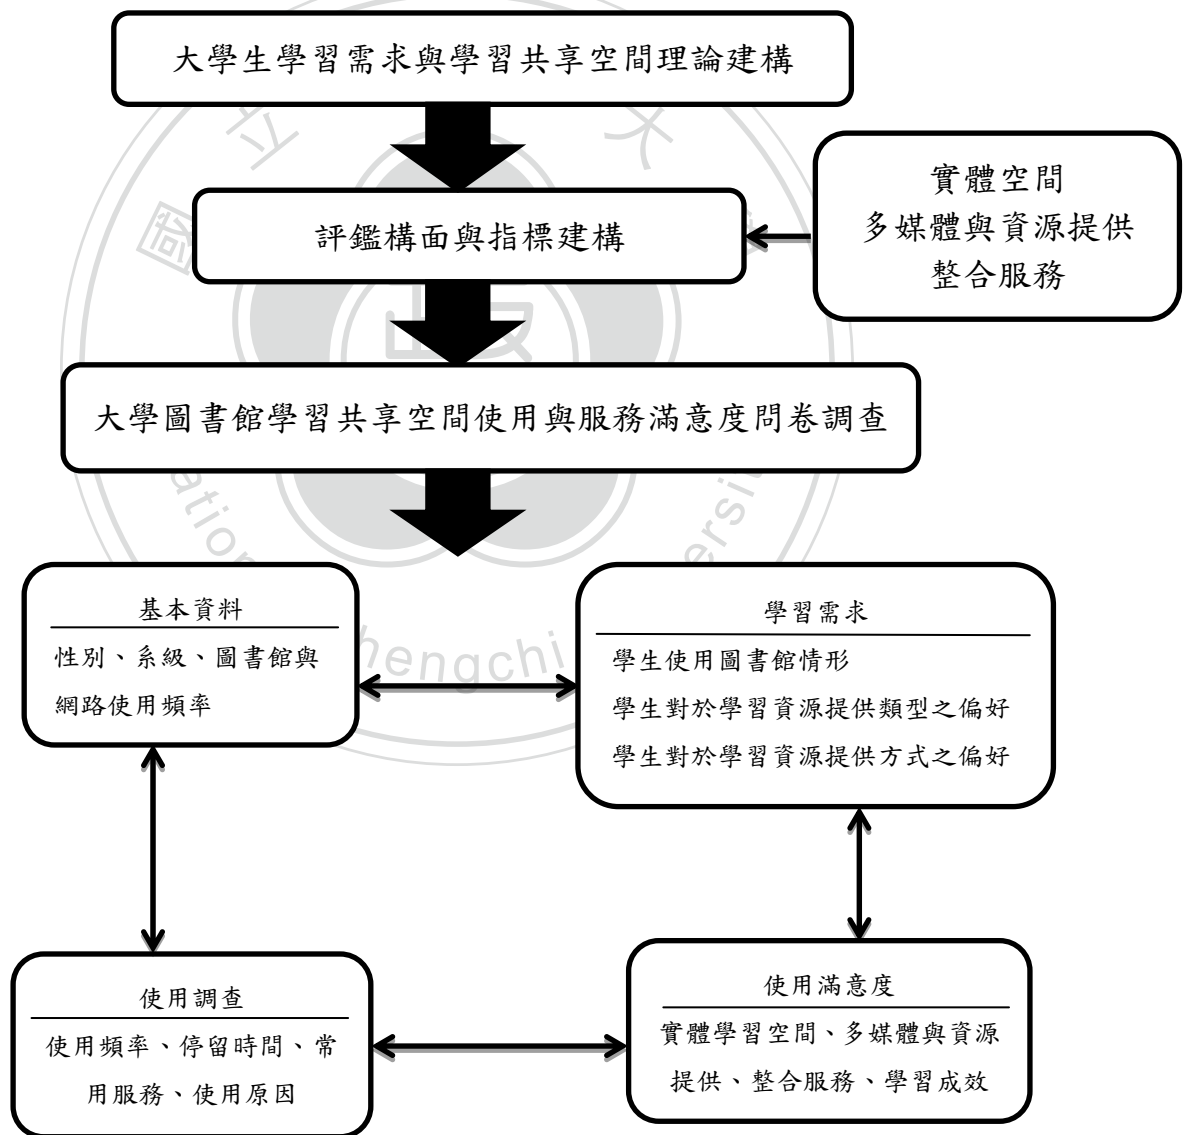 大學生學習需求與學習共享空間理論建構
評鑑構面與指標建構
實體空間
多媒體與資源提供
整合服務
大學圖書館學習共享空間使用與服務滿意度問卷調查
基本資料
性別、系級、圖書館與
網路使用頻率
學習需求
學生使用圖書館情形
學生對於學習資源提供類型之偏好
學生對於學習資源提供方式之偏好
使用調查
使用頻率、停留時間、常
用服務、使用原因
使用滿意度
實體學習空間、多媒體與資源
提供、整合服務、學習成效
立
大
國
hengchi